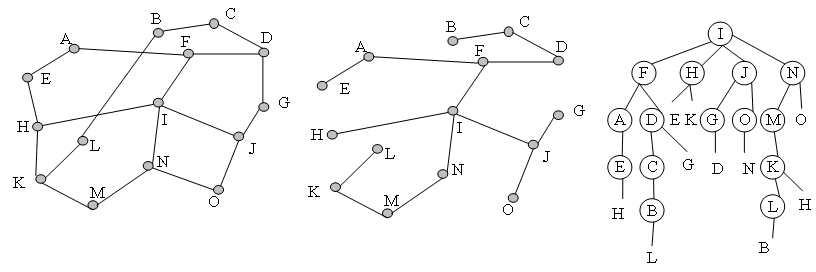 B C
A F D
E
G
H I
L J
K N
M O
B C
A F D
E
G
H I
L J
K N
M O
I
F H J N
A D E K G O M O
E C G D N K
H B L H
L B